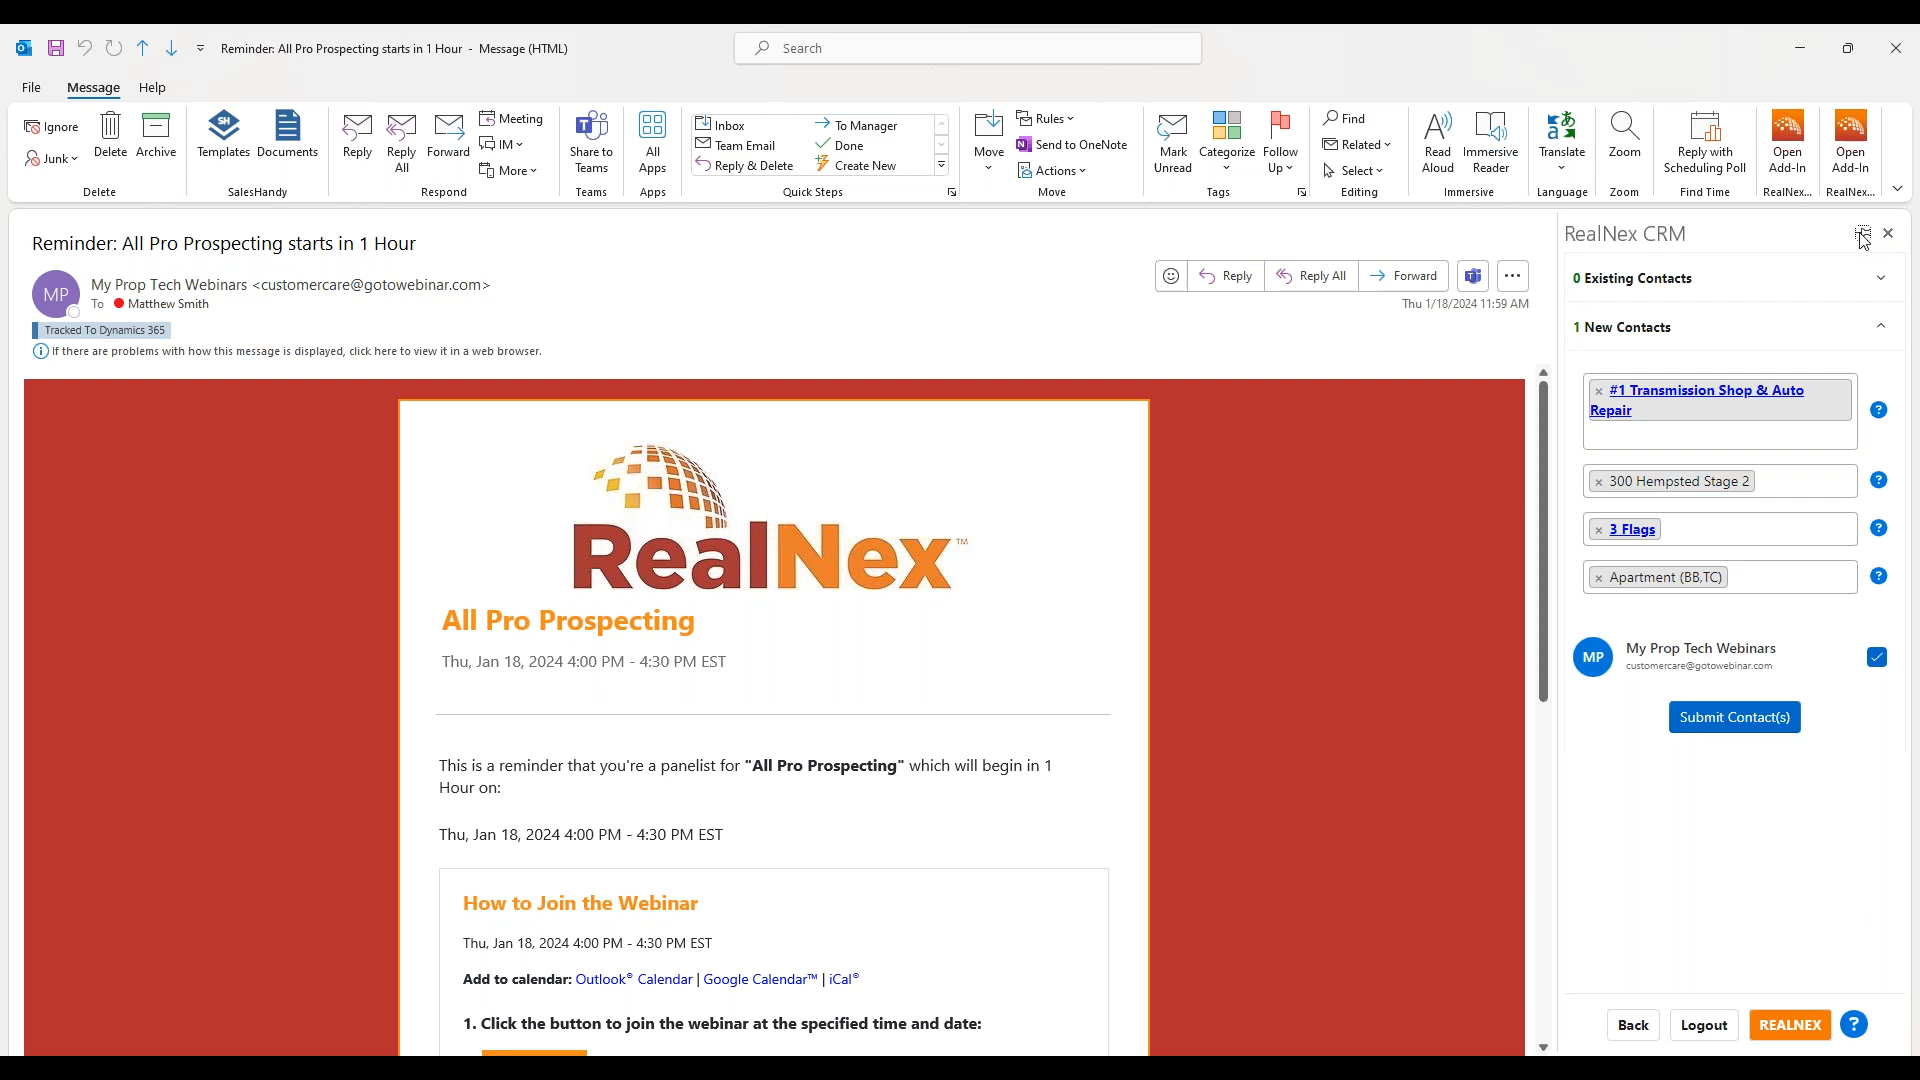 Reminder: All Pro Prospecting starts in 1 Hour - Message (HTML)
Search
File
Message
Help
Ignore
Junk
Delete
Archive
Delete
Templates
Documents
SalesHandy
Reply
Reply All
Forward
Meeting
IM
More
Respond
Share to Teams
Teams
All Apps
Apps
Inbox
Team Email
Reply & Delete
To Manager
Done
Create New
Quick Steps
Move
Rules
Send to OneNote
Actions
Move
Mark Unread
Categorize
Follow Up
Tags
Find
Related
Select
Editing
Read Aloud
Immersive Reader
Immersive
Translate
Language
Zoom
Zoom
Reply with Scheduling Poll
Find Time
Open Add-In
RealNex...
Open Add-In
RealNex...
Reminder: All Pro Prospecting starts in 1 Hour
MP
My Prop Tech Webinars <customercare@gotowebinar.com>
To Matthew Smith
Reply
Reply All
Forward
Thu 1/18/2024 11:59 AM
Tracked To Dynamics 365
If there are problems with how this message is displayed, click here to view it in a web browser.
RealNex™
All Pro Prospecting
Thu, Jan 18, 2024 4:00 PM - 4:30 PM EST
This is a reminder that you're a panelist for "All Pro Prospecting" which will begin in 1
Hour on:
Thu, Jan 18, 2024 4:00 PM - 4:30 PM EST
How to Join the Webinar
Thu, Jan 18, 2024 4:00 PM - 4:30 PM EST
Add to calendar: Outlook® Calendar | Google Calendar™ | iCal®
1. Click the button to join the webinar at the specified time and date:
RealNex CRM
0 Existing Contacts
1 New Contacts
× #1 Transmission Shop & Auto
Repair
× 300 Hempsted Stage 2
× 3 Flags
× Apartment (BB,TC)
MP
My Prop Tech Webinars
customercare@gotowebinar.com
Submit Contact(s)
Back
Logout
REALNEX
?